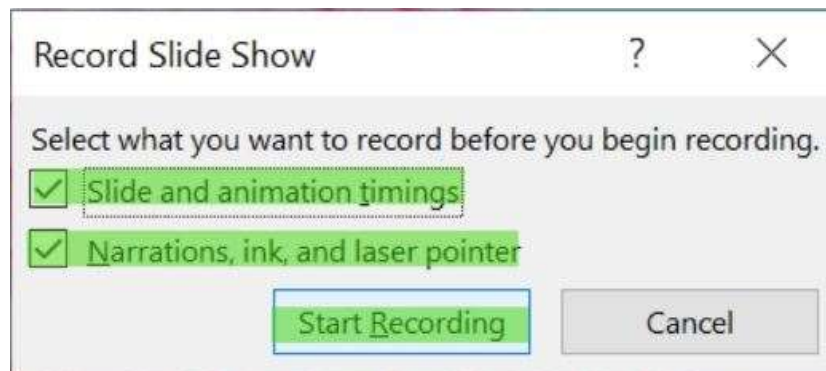 Record Slide Show ?
Select what you want to record before you begin recording.
Slide and animation timings
Narrations, ink, and laser pointer
Start Recording Cancel